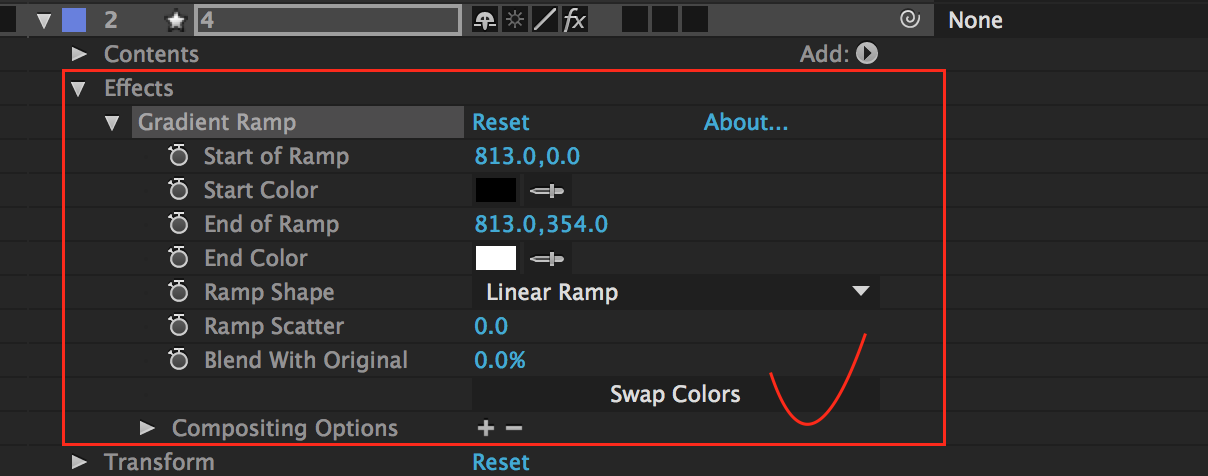 2 4 fx None
Contents Add:
Effects
Gradient Ramp Reset About...
Start of Ramp 813.0,0.0
Start Color
End of Ramp 813.0,354.0
End Color
Ramp Shape Linear Ramp
Ramp Scatter 0.0
Blend With Original 0.0%
Swap Colors
Compositing Options + −
Transform Reset